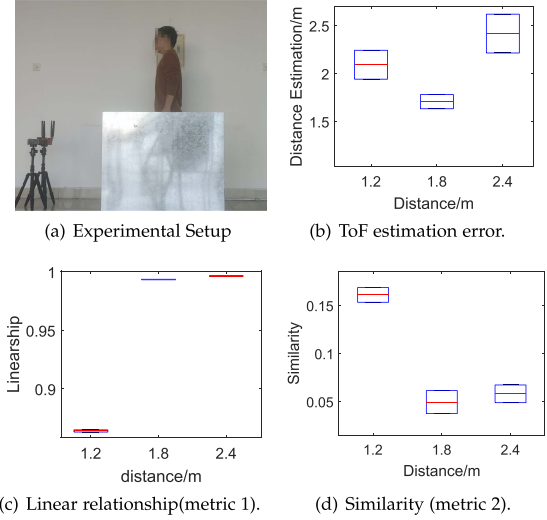 2.5
2
1.5
Distance Estimation/m
1.2 1.8 2.4
Distance/m
(a) Experimental Setup
(b) ToF estimation error.
1
0.95
0.9
Linearship
1.2 1.8 2.4
distance/m
(c) Linear relationship(metric 1).
0.15
0.1
0.05
Similarity
1.2 1.8 2.4
Distance/m
(d) Similarity (metric 2).